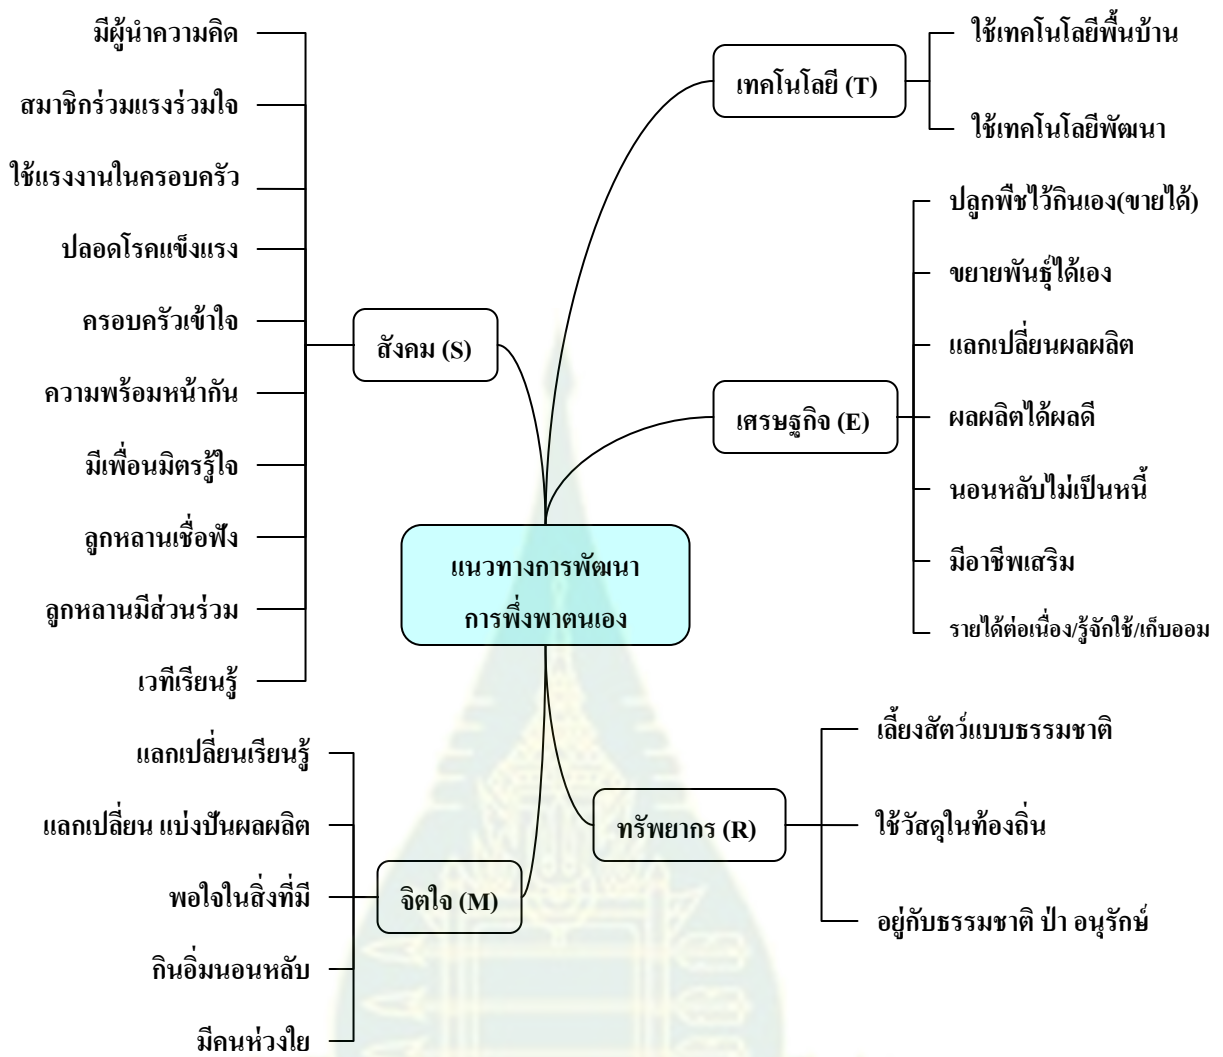 แนวทางการพัฒนา
การพึ่งพาตนเอง
เทคโนโลยี (T)
ใช้เทคโนโลยีพื้นบ้าน
ใช้เทคโนโลยีพัฒนา
เศรษฐกิจ (E)
ปลูกพืชไว้กินเอง(ขายได้)
ขยายพันธุ์ได้เอง
แลกเปลี่ยนผลผลิต
ผลผลิตได้ผลดี
นอนหลับไม่เป็นหนี้
มีอาชีพเสริม
รายได้ต่อเนื่อง/รู้จักใช้/เก็บออม
ทรัพยากร (R)
เลี้ยงสัตว์แบบธรรมชาติ
ใช้วัสดุในท้องถิ่น
อยู่กับธรรมชาติ ป่า อนุรักษ์
จิตใจ (M)
แลกเปลี่ยนเรียนรู้
แลกเปลี่ยน แบ่งปันผลผลิต
พอใจในสิ่งที่มี
กินอิ่มนอนหลับ
มีคนห่วงใย
สังคม (S)
มีผู้นำความคิด
สมาชิกร่วมแรงร่วมใจ
ใช้แรงงานในครอบครัว
ปลอดโรคแข็งแรง
ครอบครัวเข้าใจ
ความพร้อมหน้ากัน
มีเพื่อนมิตรรู้ใจ
ลูกหลานเชื่อฟัง
ลูกหลานมีส่วนร่วม
เวทีเรียนรู้